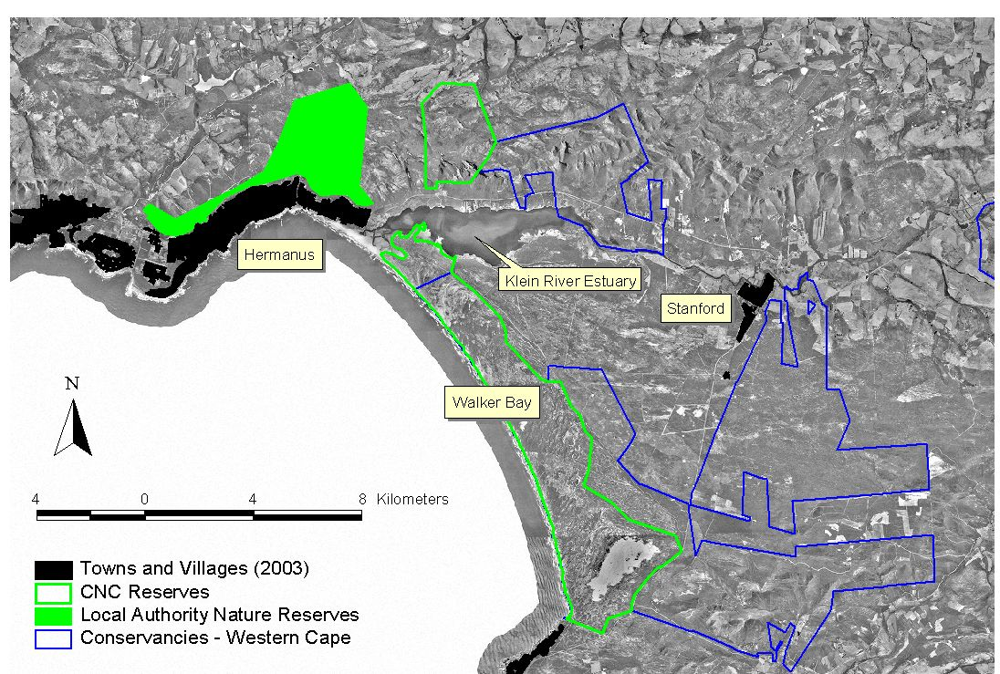 Hermanus
Klein River Estuary
Stanford
Walker Bay
N
4 0 4 8 Kilometers
Towns and Villages (2003)
CNC Reserves
Local Authority Nature Reserves
Conservancies - Western Cape